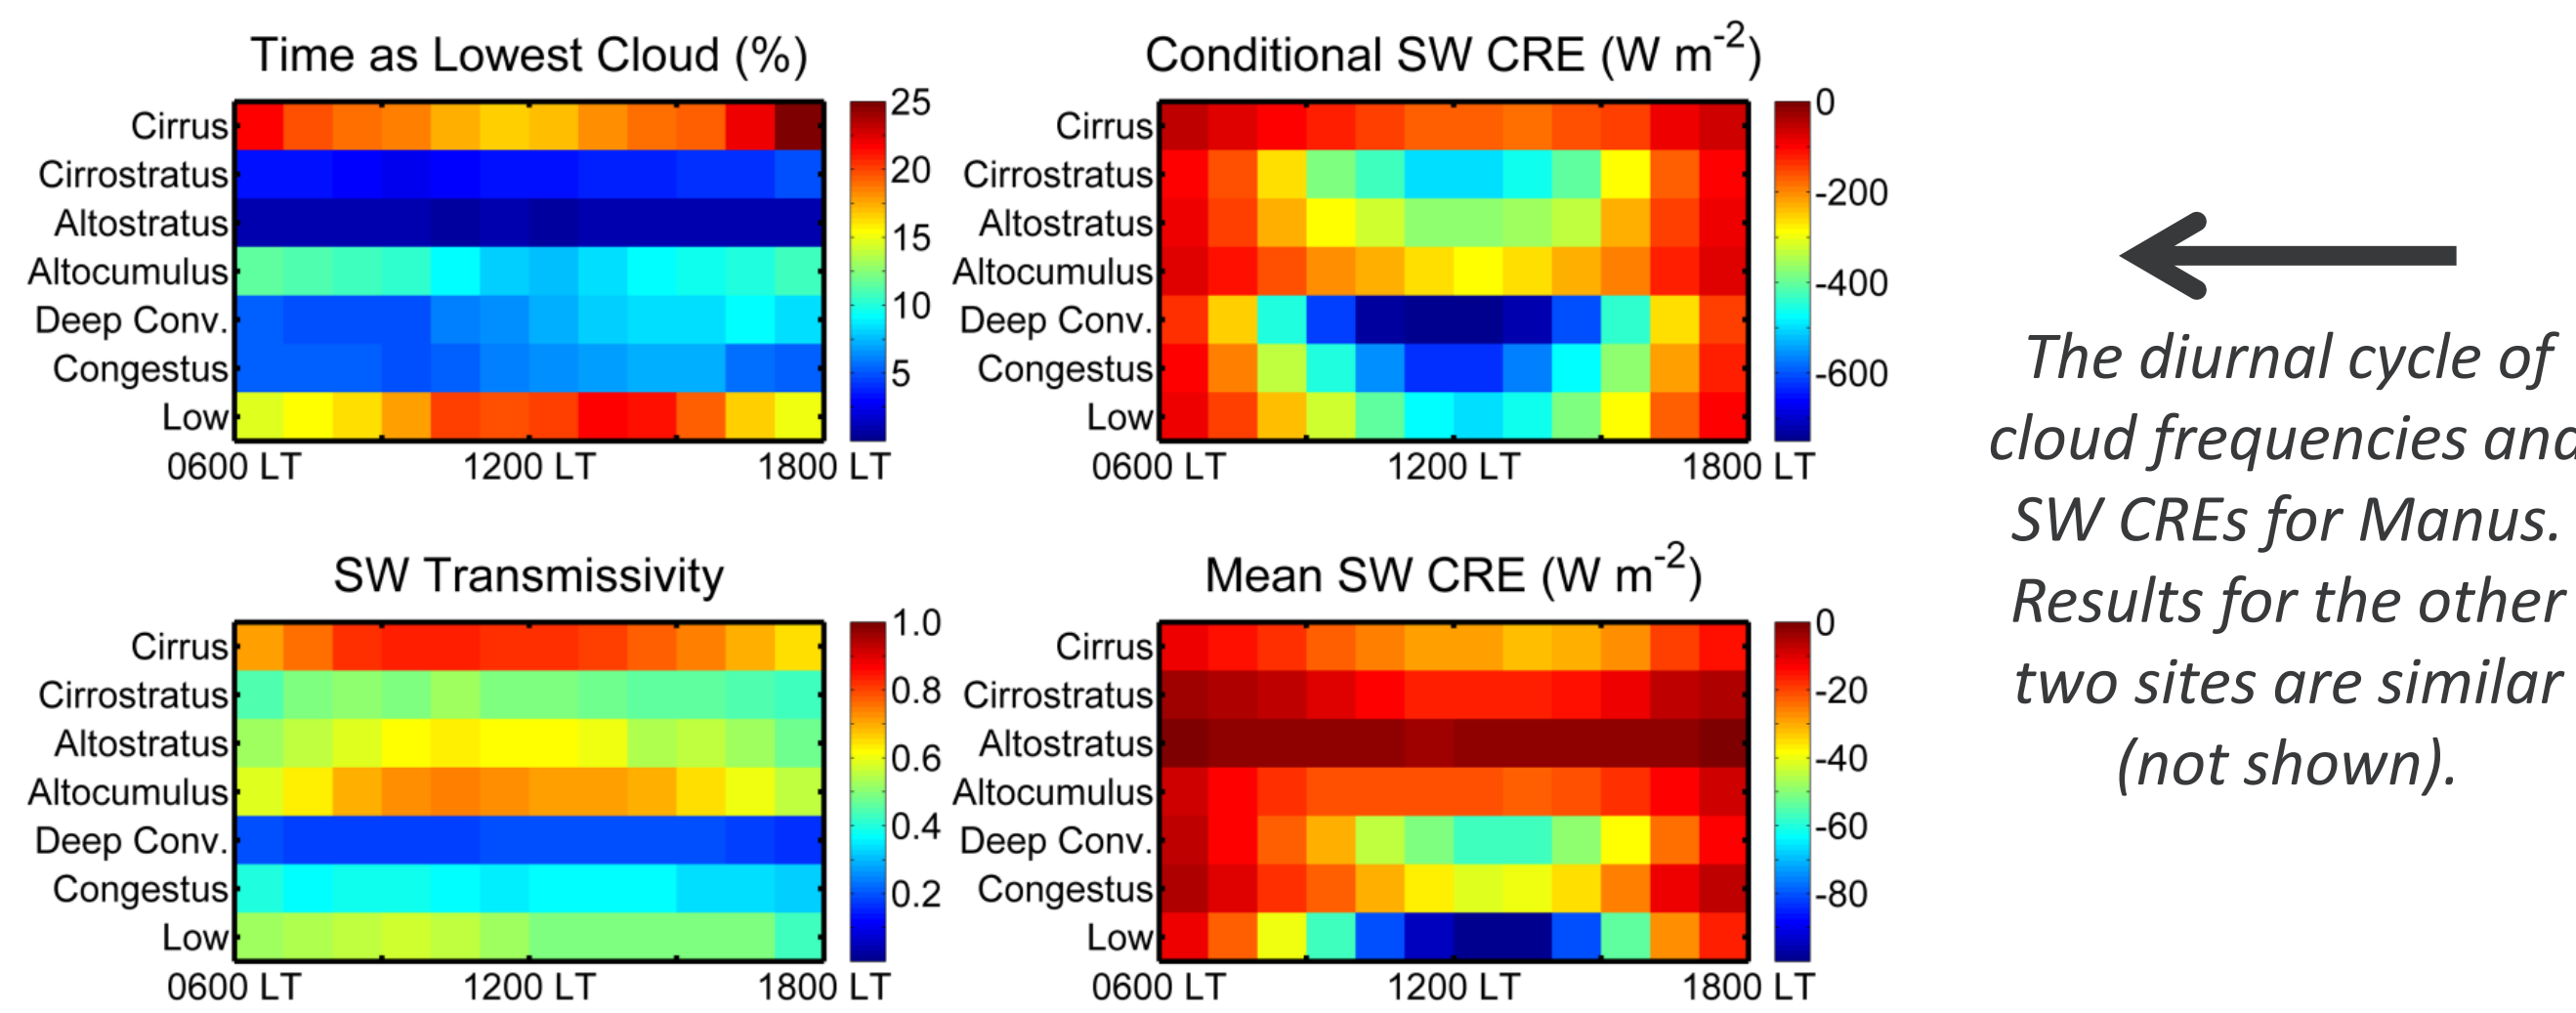 Time as Lowest Cloud (%)
Cirrus
Cirrostratus
Altostratus
Altocumulus
Deep Conv.
Congestus
Low
0600 LT 1200 LT 1800 LT
25
20
15
10
5
Conditional SW CRE (W m-2)
Cirrus
Cirrostratus
Altostratus
Altocumulus
Deep Conv.
Congestus
Low
0600 LT 1200 LT 1800 LT
0
-200
-400
-600
SW Transmissivity
Cirrus
Cirrostratus
Altostratus
Altocumulus
Deep Conv.
Congestus
Low
0600 LT 1200 LT 1800 LT
1.0
0.8
0.6
0.4
0.2
Mean SW CRE (W m-2)
Cirrus
Cirrostratus
Altostratus
Altocumulus
Deep Conv.
Congestus
Low
0600 LT 1200 LT 1800 LT
0
-20
-40
-60
-80
The diurnal cycle of
cloud frequencies and
SW CREs for Manus.
Results for the other
two sites are similar
(not shown).